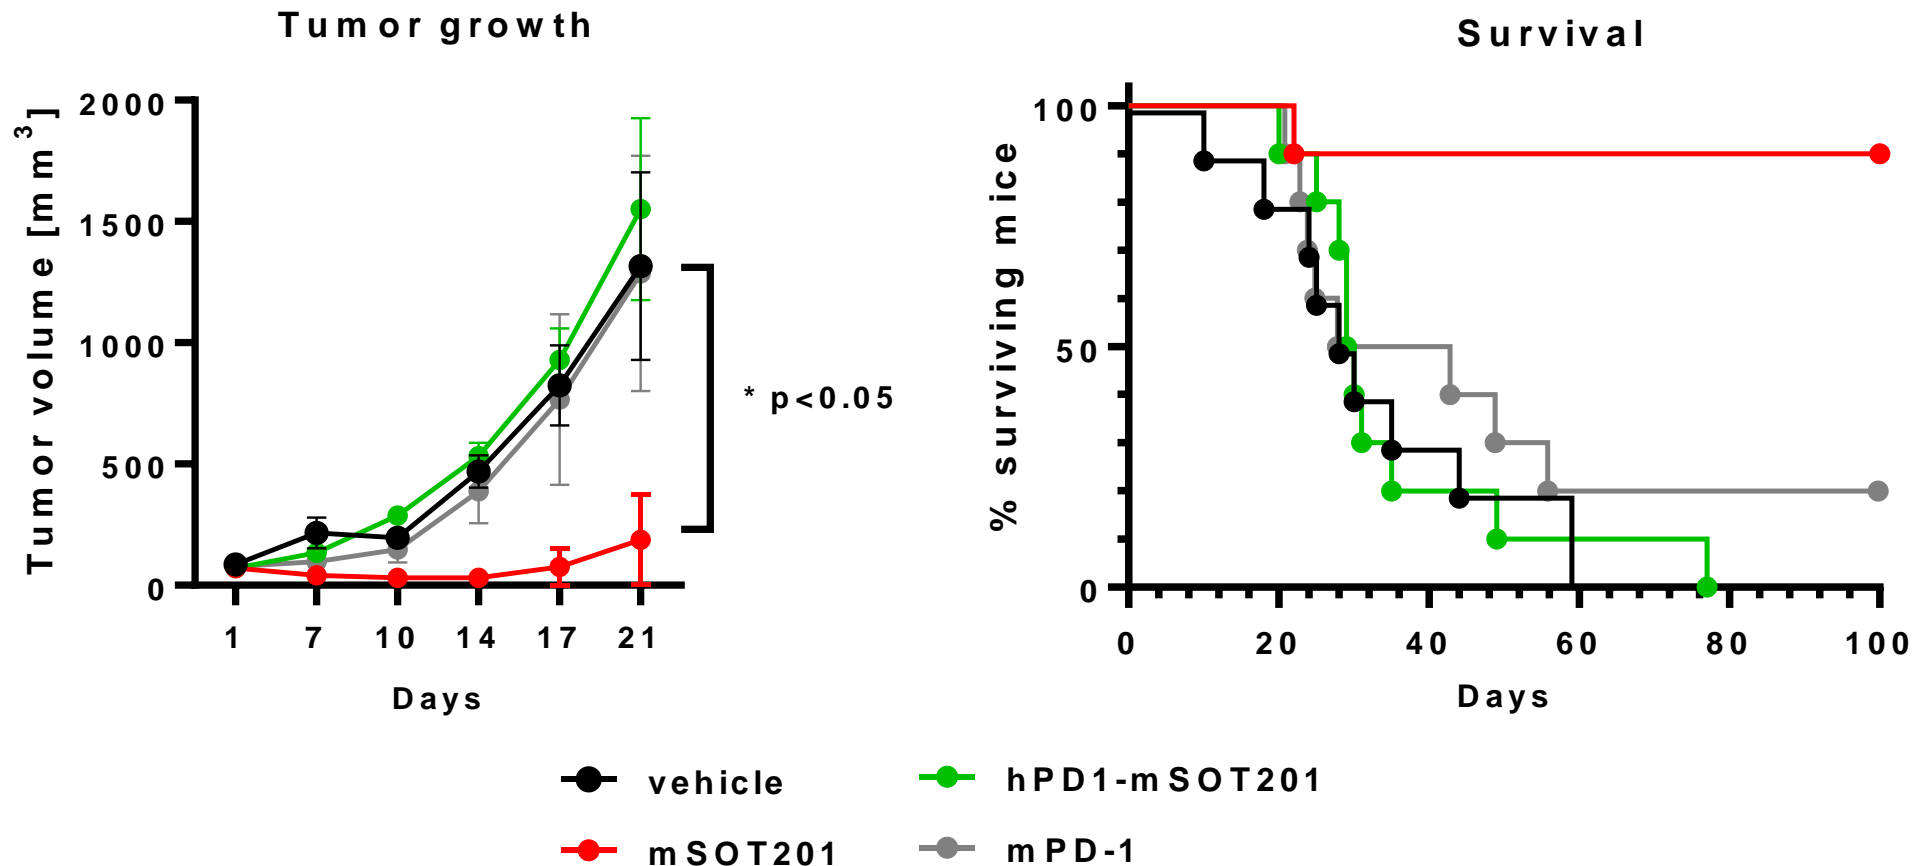 Tumor growth
Tumor volume [mm³]
2000
1500
1000
500
0
1 7 10 14 17 21
Days
* p<0.05
Survival
% surviving mice
100
50
0
0 20 40 60 80 100
Days
vehicle
hPD1-mSOT201
mSOT201
mPD-1